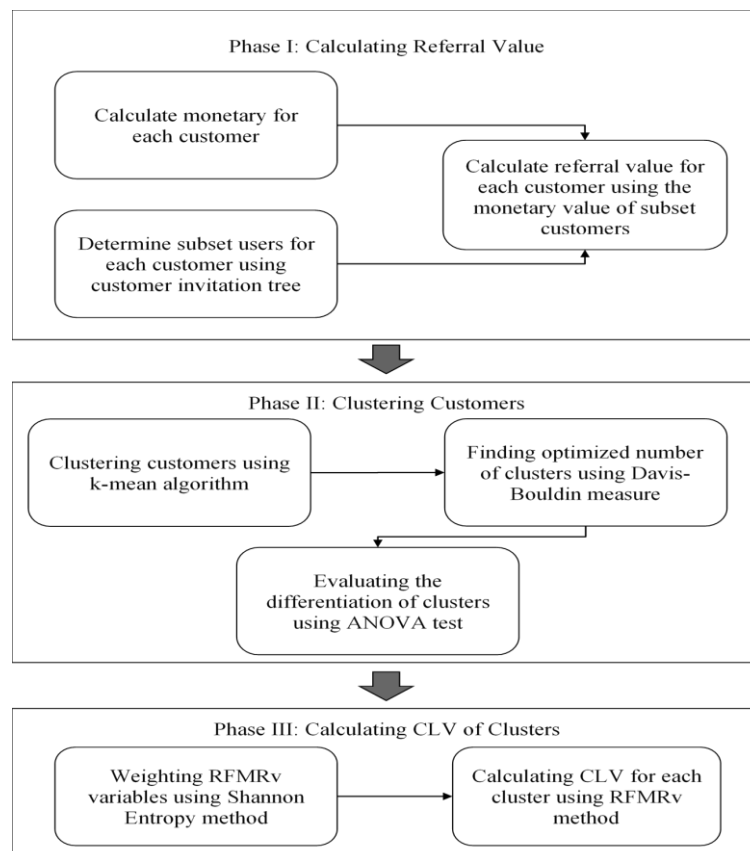 Phase I: Calculating Referral Value
Calculate monetary for
each customer
Calculate referral value for
each customer using the
monetary value of subset
customers
Determine subset users for
each customer using
customer invitation tree
Phase II: Clustering Customers
Clustering customers using
k-mean algorithm
Finding optimized number
of clusters using Davis-
Bouldin measure
Evaluating the
differentiation of clusters
using ANOVA test
Phase III: Calculating CLV of Clusters
Weighting RFMRv
variables using Shannon
Entropy method
Calculating CLV for each
cluster using RFMRv
method